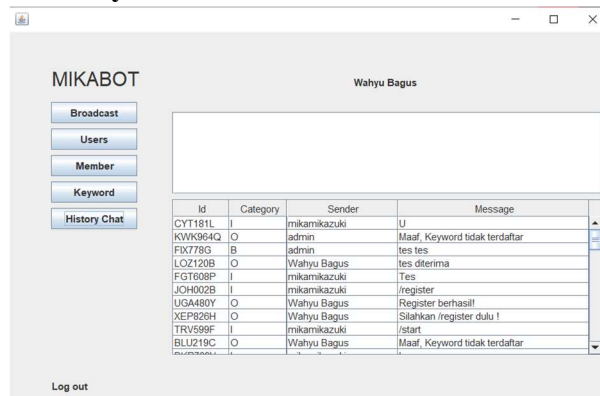 MIKABOT
Wahyu Bagus
Broadcast
Users
Member
Keyword
History Chat
Id Category Sender Message
CYT181L I mikamikazuki U
KWK964Q O admin Maaf, Keyword tidak terdaftar
FIX778G B admin tes tes
LOZ120B O Wahyu Bagus tes diterima
FGT608P I mikamikazuki Tes
JOH002B I mikamikazuki /register
UGA480Y O Wahyu Bagus Register berhasil!
XEP826H O Wahyu Bagus Silahkan /register dulu !
TRV599F I mikamikazuki /start
BLU219C O Wahyu Bagus Maaf, Keyword tidak terdaftar
Log out